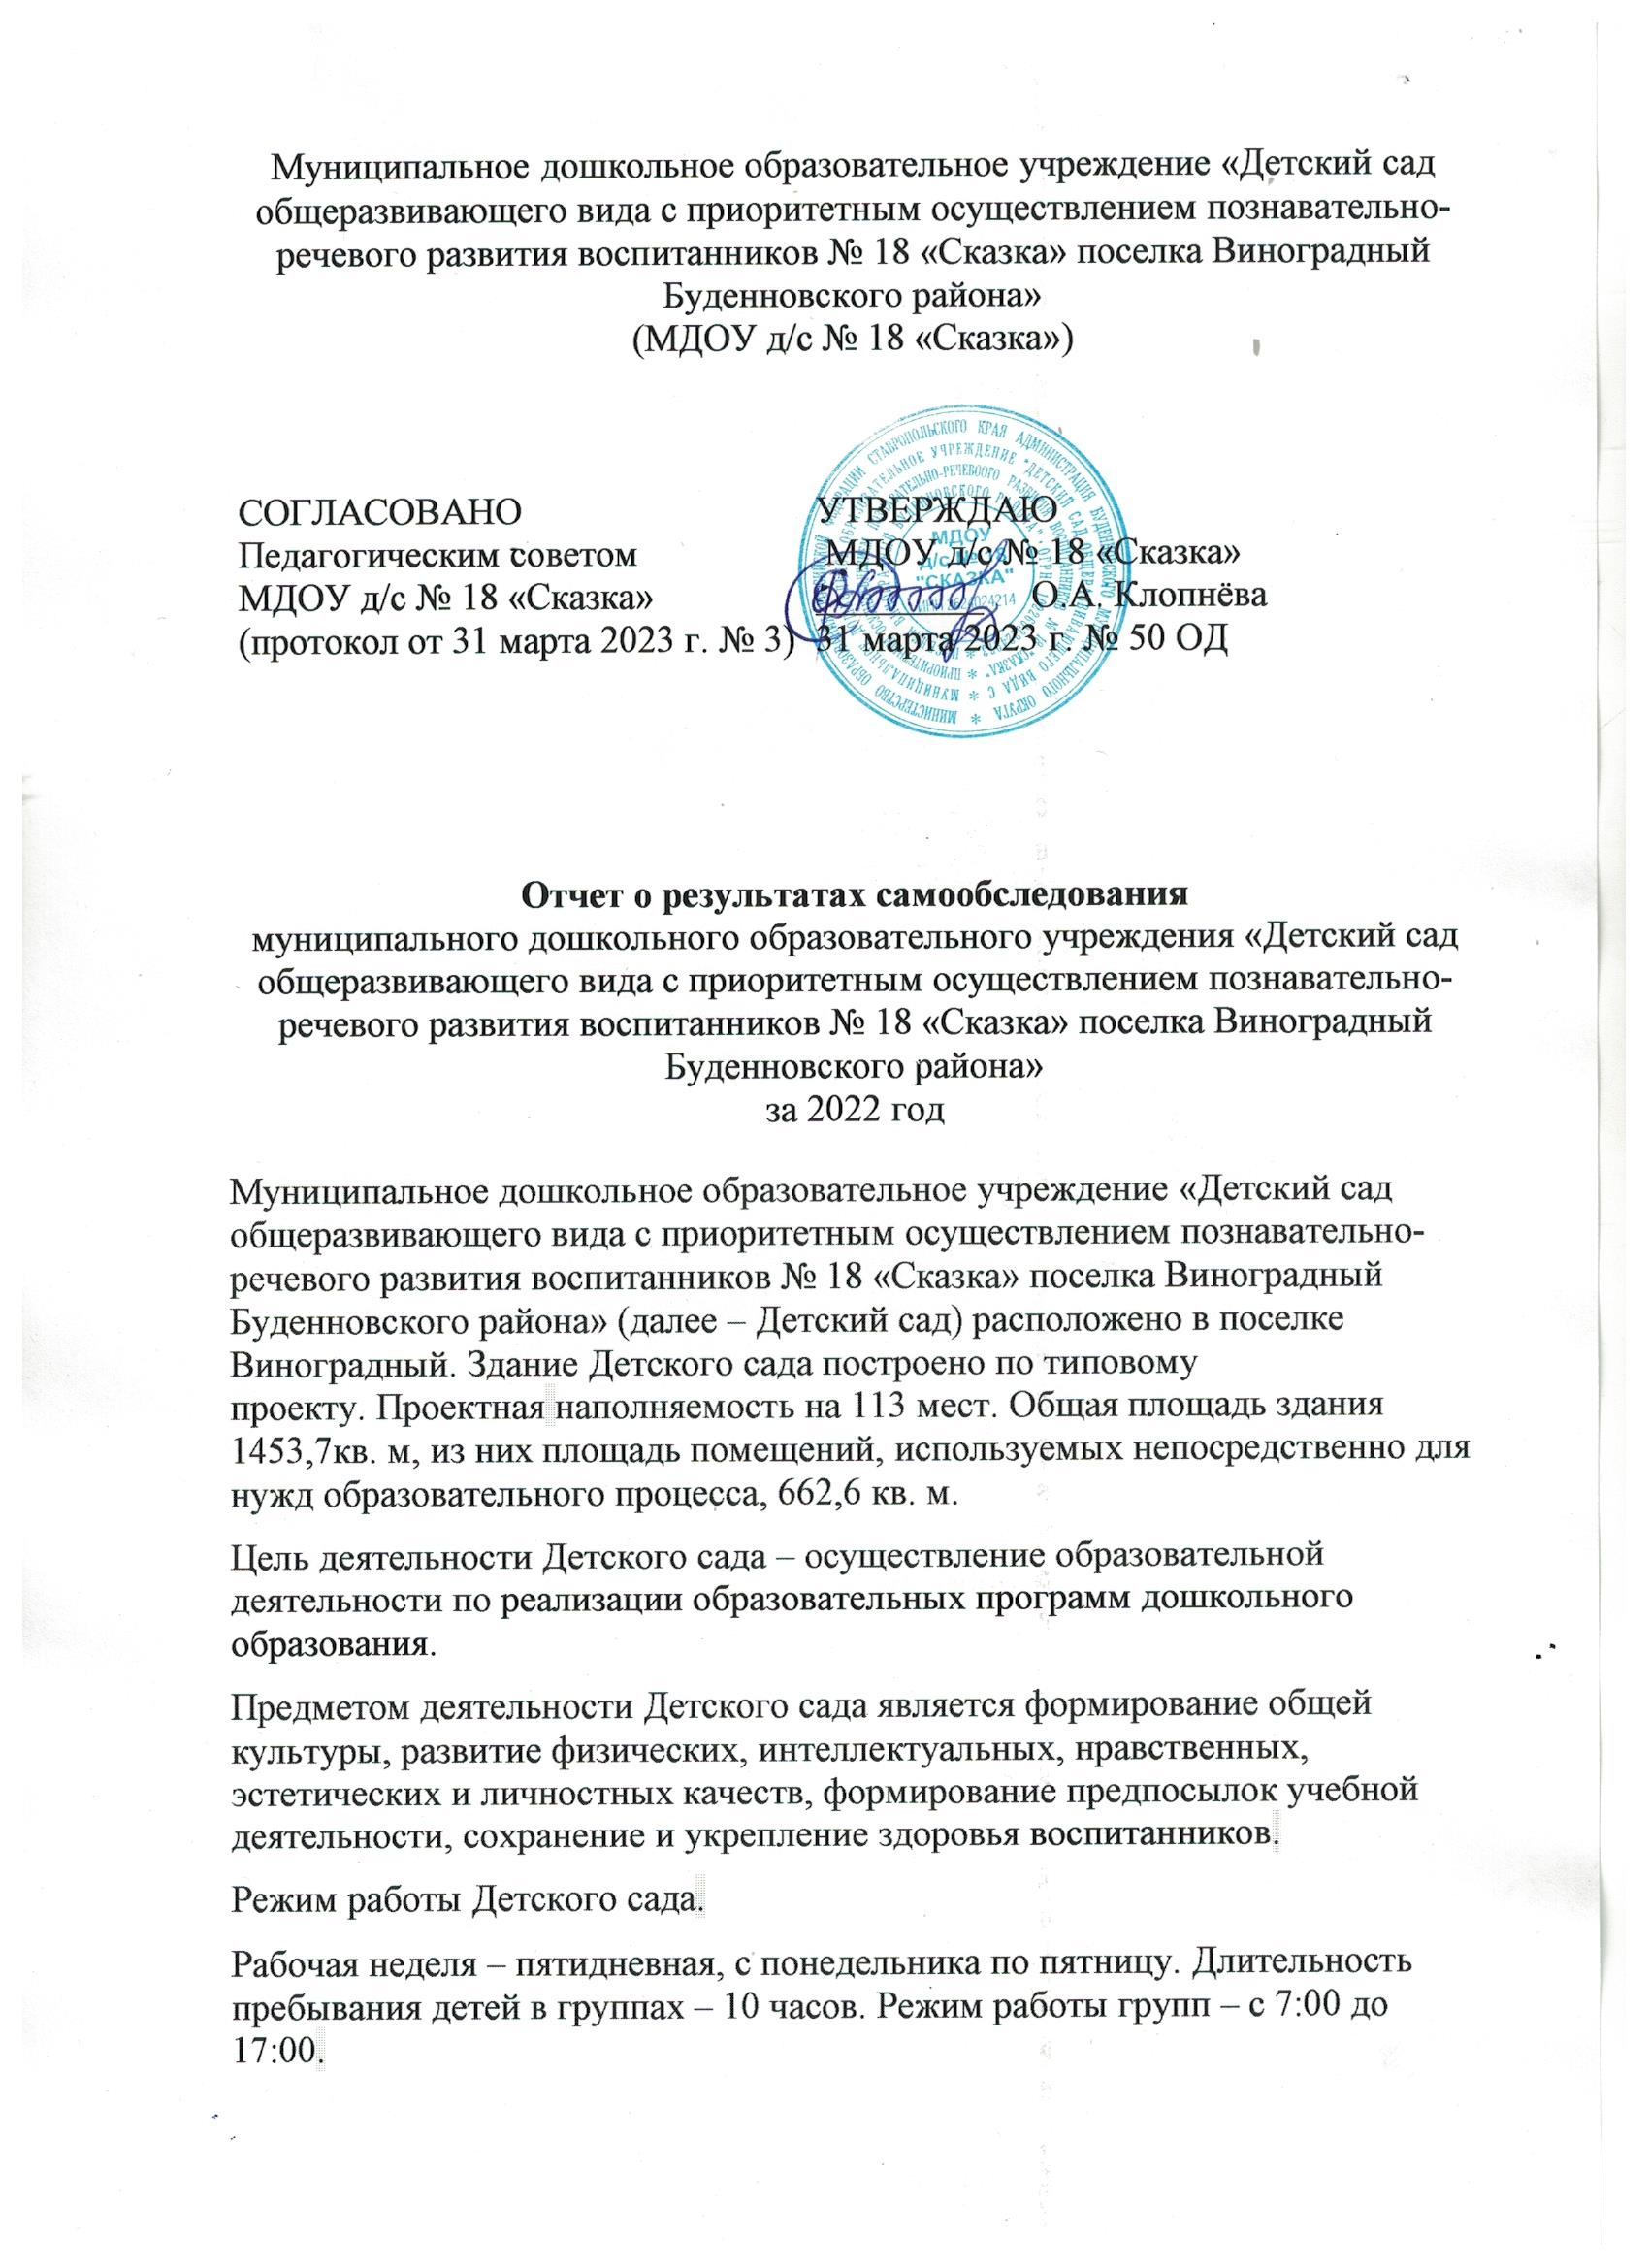 Муниципальное дошкольное образовательное учреждение «Детский сад
общеразвивающего вида с приоритетным осуществлением познавательно-
речевого развития воспитанников № 18 «Сказка» поселка Виноградный
Буденновского района»
(МДОУ д/с № 18 «Сказка»)
СОГЛАСОВАНО
Педагогическим советом
МДОУ д/с № 18 «Сказка»
(протокол от 31 марта 2023 г. № 3)
УТВЕРЖДАЮ
МДОУ д/с № 18 «Сказка»
О.А. Клопнёва
31 марта 2023 г. № 50 ОД
МДОУ
д/с № 18
"СКАЗКА"
Отчет о результатах самообследования
муниципального дошкольного образовательного учреждения «Детский сад
общеразвивающего вида с приоритетным осуществлением познавательно-
речевого развития воспитанников № 18 «Сказка» поселка Виноградный
Буденновского района»
за 2022 год
Муниципальное дошкольное образовательное учреждение «Детский сад
общеразвивающего вида с приоритетным осуществлением познавательно-
речевого развития воспитанников № 18 «Сказка» поселка Виноградный
Буденновского района» (далее – Детский сад) расположено в поселке
Виноградный. Здание Детского сада построено по типовому
проекту. Проектная наполняемость на 113 мест. Общая площадь здания
1453,7кв. м, из них площадь помещений, используемых непосредственно для
нужд образовательного процесса, 662,6 кв. м.
Цель деятельности Детского сада – осуществление образовательной
деятельности по реализации образовательных программ дошкольного
образования.
Предметом деятельности Детского сада является формирование общей
культуры, развитие физических, интеллектуальных, нравственных,
эстетических и личностных качеств, формирование предпосылок учебной
деятельности, сохранение и укрепление здоровья воспитанников.
Режим работы Детского сада.
Рабочая неделя – пятидневная, с понедельника по пятницу. Длительность
пребывания детей в группах – 10 часов. Режим работы групп – с 7:00 до
17:00.